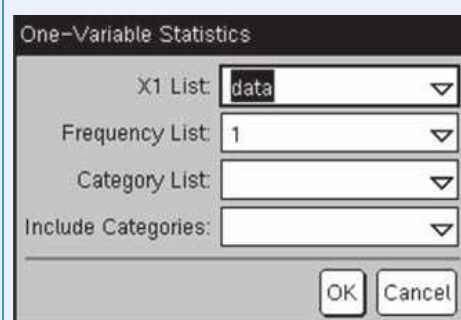 One-Variable Statistics
X1 List: data
Frequency List: 1
Category List:
Include Categories:
OK Cancel